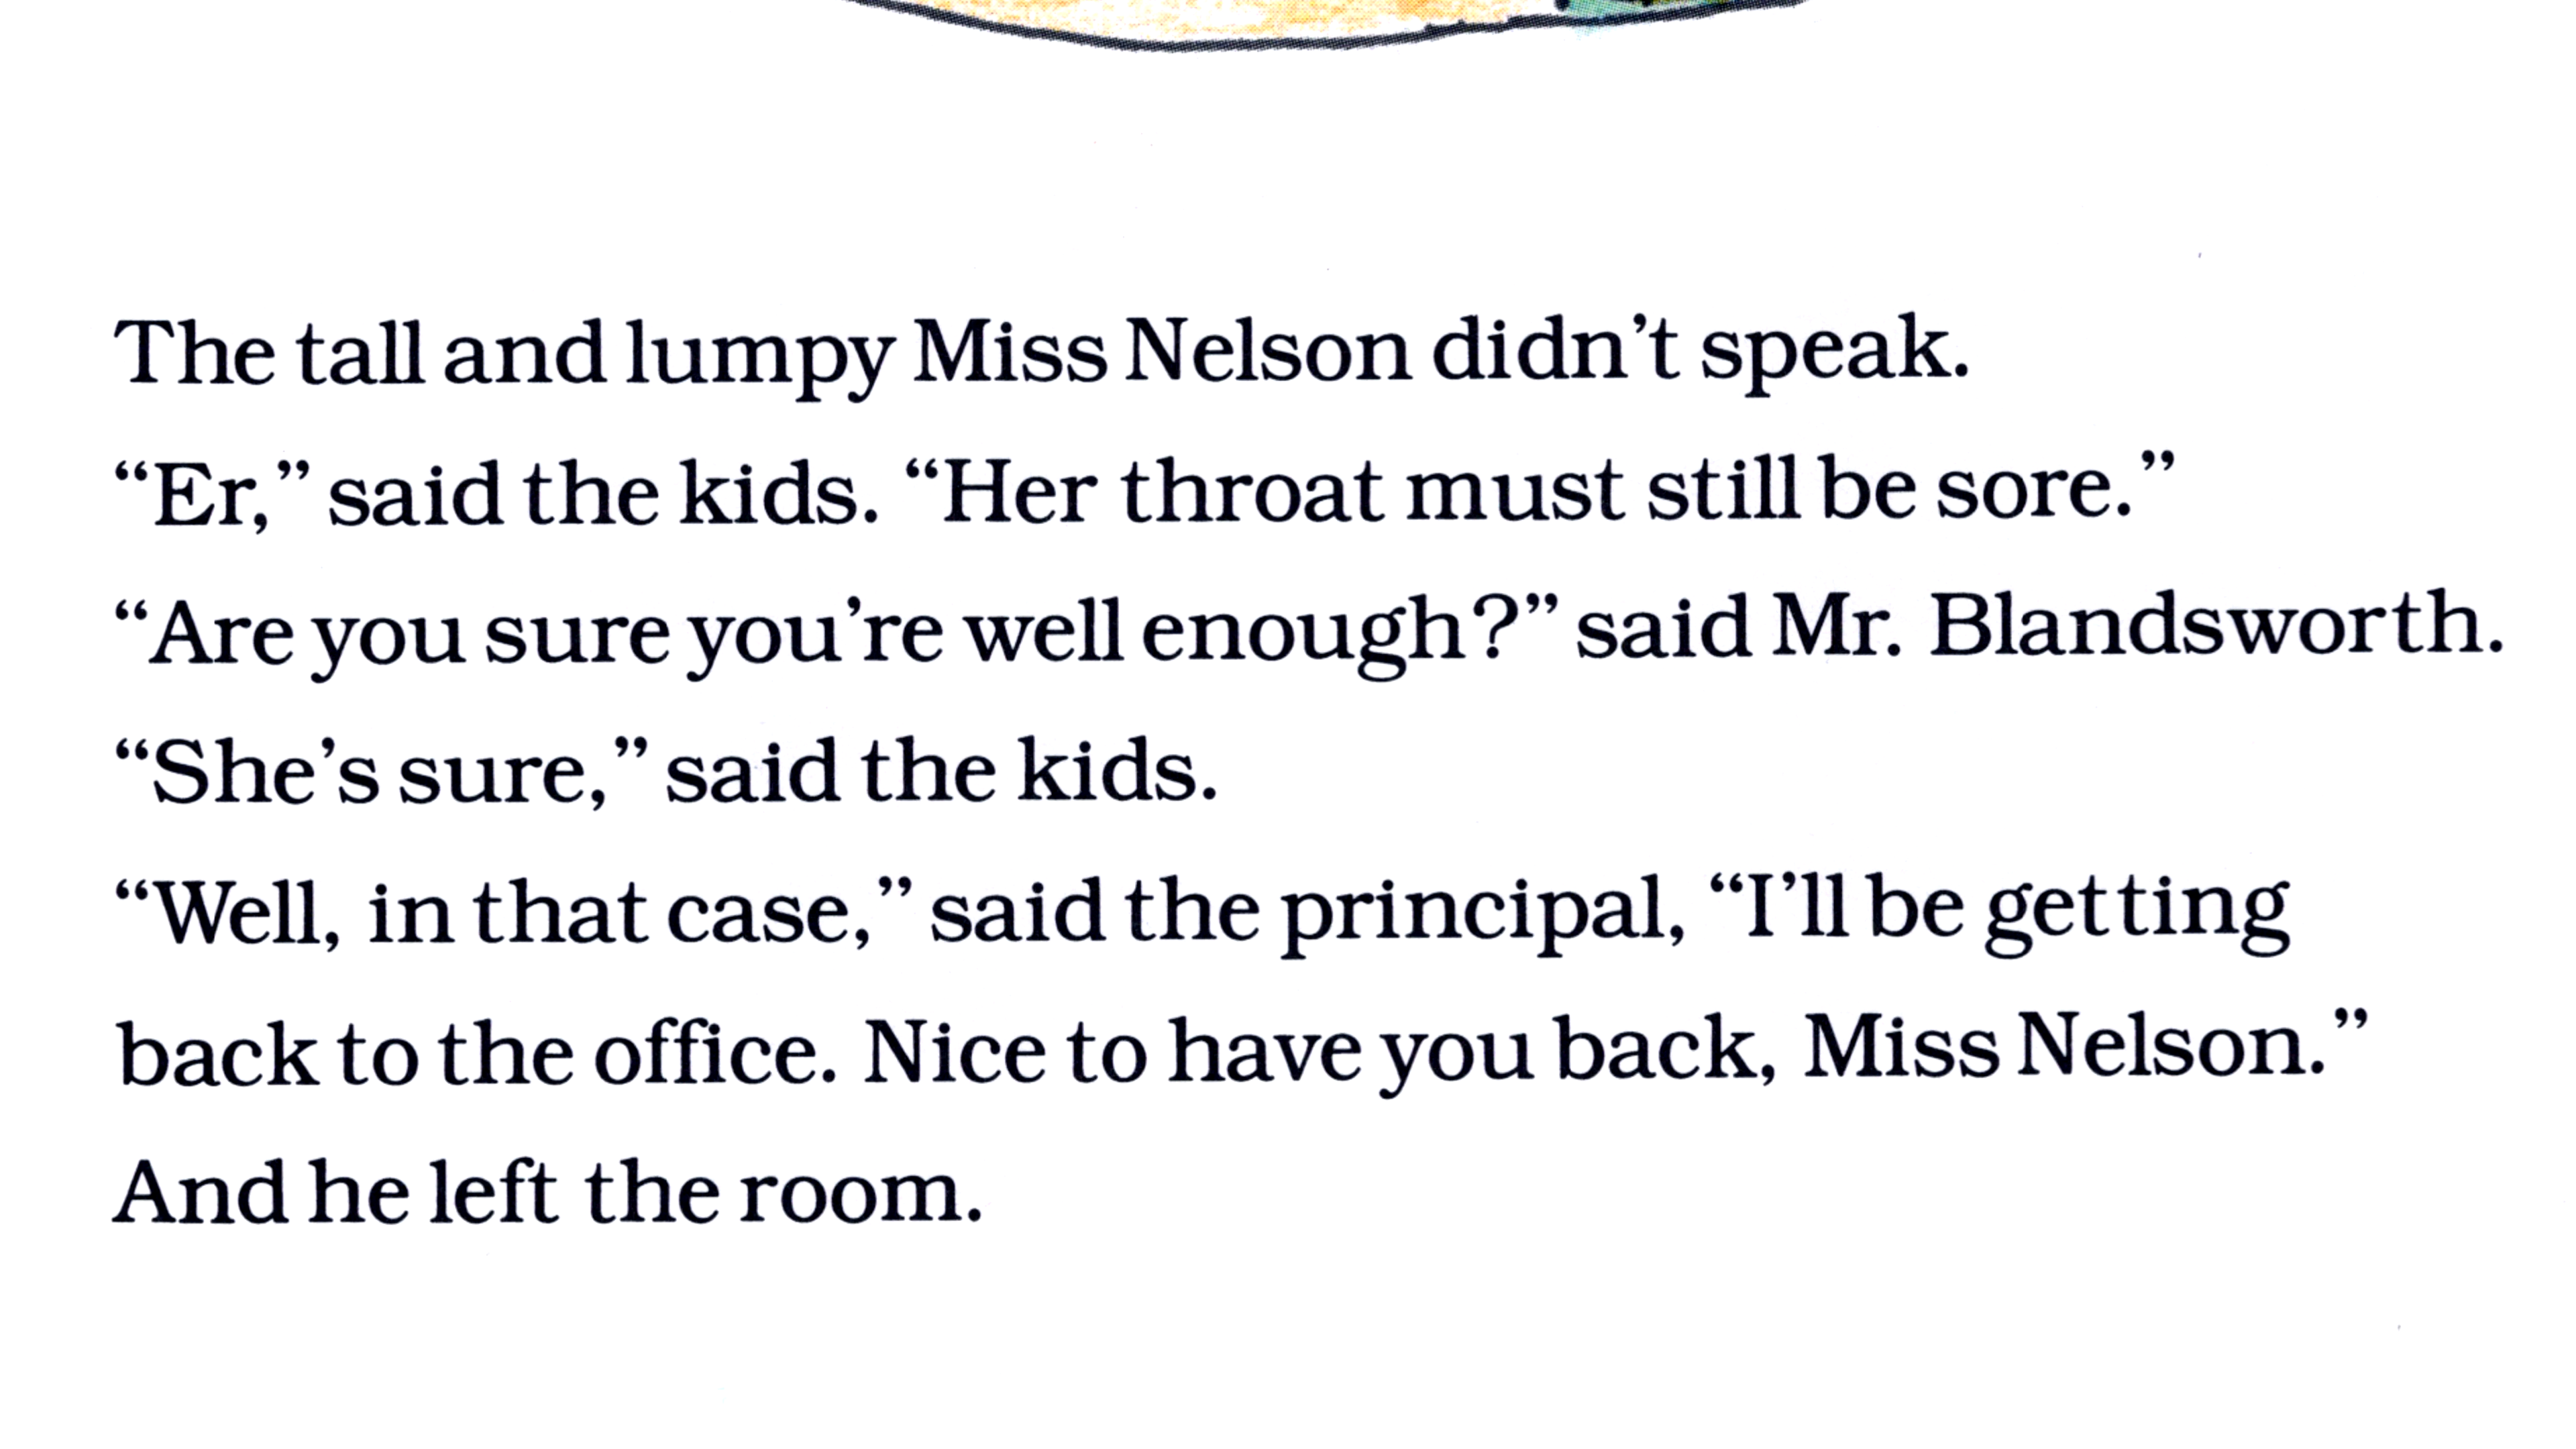 The tall and lumpy Miss Nelson didn’t speak.
“Er,” said the kids. “Her throat must still be sore.”
“Are you sure you’re well enough?” said Mr. Blandsworth.
“She’s sure,” said the kids.
“Well, in that case,” said the principal, “I’ll be getting
back to the office. Nice to have you back, Miss Nelson.”
And he left the room.